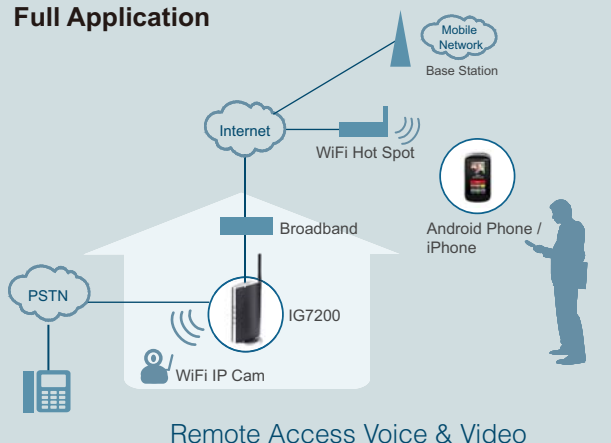 Full Application
Mobile
Network
Base Station
Internet
WiFi Hot Spot
Broadband
Android Phone /
iPhone
PSTN
IG7200
WiFi IP Cam
Remote Access Voice & Video